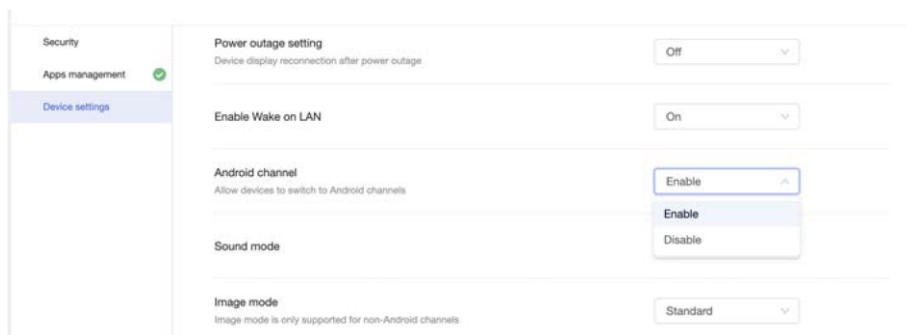 Security
Apps management
Device settings
Power outage setting
Device display reconnection after power outage
Off
Enable Wake on LAN
On
Android channel
Allow devices to switch to Android channels
Enable
Enable
Disable
Sound mode
Image mode
Image mode is only supported for non-Android channels
Standard